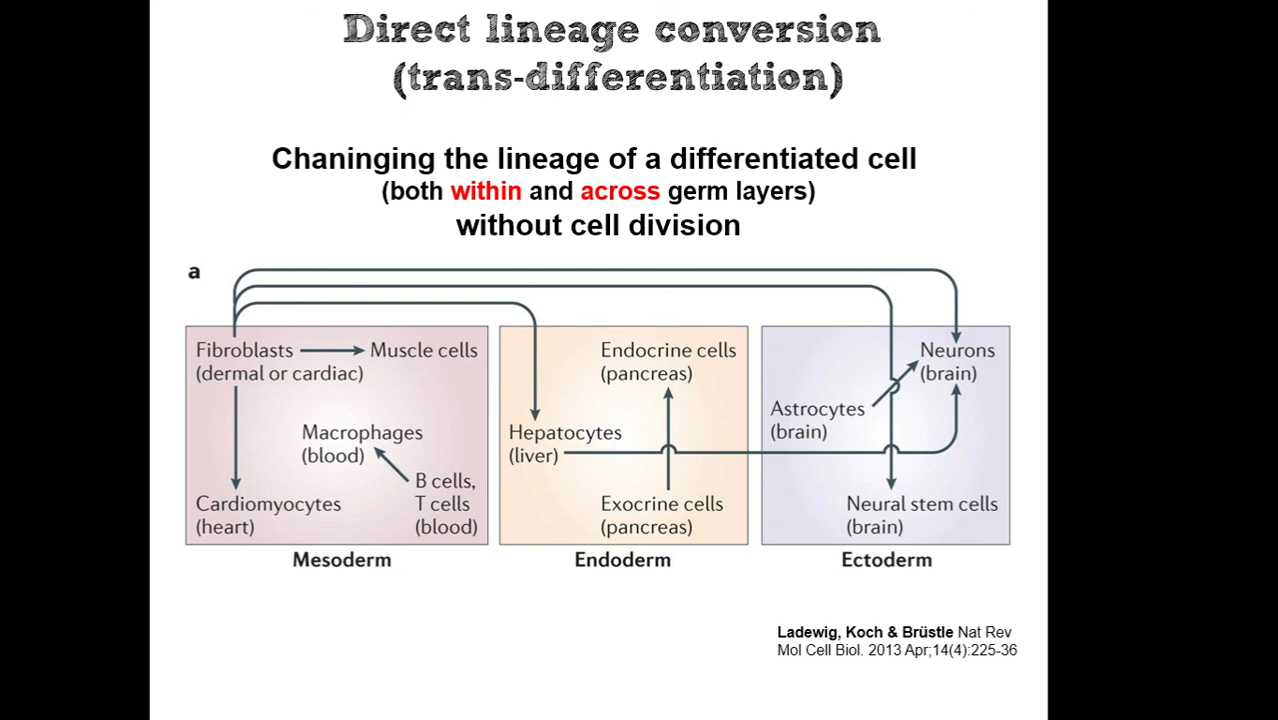 Direct lineage conversion
(trans-differentiation)
Chaninging the lineage of a differentiated cell
(both within and across germ layers)
without cell division
a
Fibroblasts
(dermal or cardiac)
Muscle cells
Macrophages
(blood)
B cells,
T cells
(blood)
Cardiomyocytes
(heart)
Mesoderm
Endocrine cells
(pancreas)
Hepatocytes
(liver)
Exocrine cells
(pancreas)
Endoderm
Neurons
(brain)
Astrocytes
(brain)
Neural stem cells
(brain)
Ectoderm
Ladewig, Koch & Brüstle Nat Rev
Mol Cell Biol. 2013 Apr;14(4):225-36